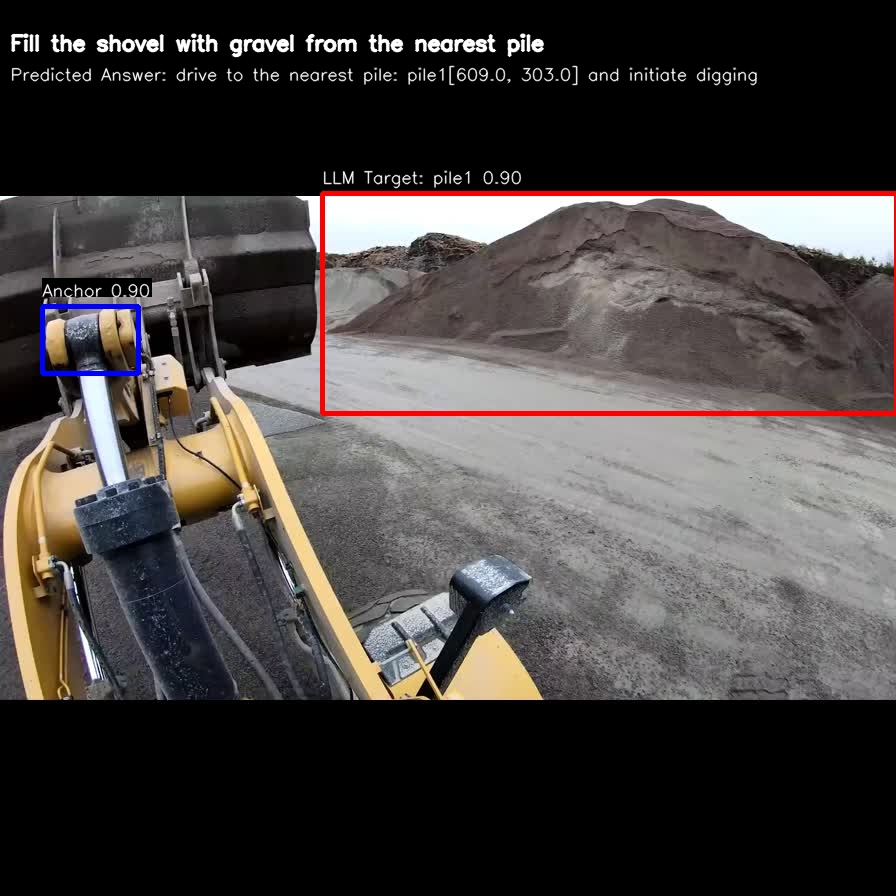 Fill the shovel with gravel from the nearest pile
Predicted Answer: drive to the nearest pile: pile1[609.0, 303.0] and initiate digging
LLM Target: pile1 0.90
Anchor 0.90